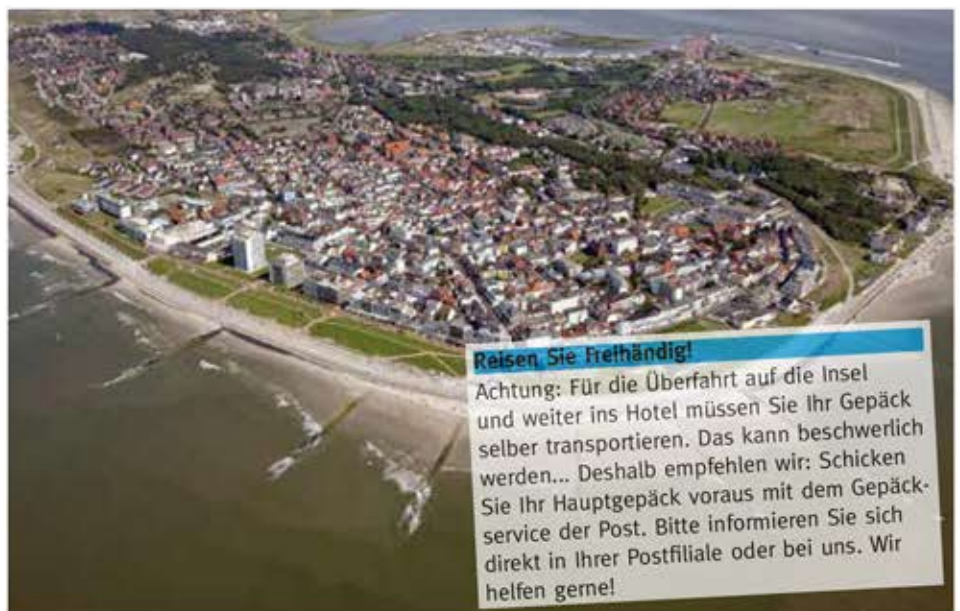 Reisen Sie Freihändig!
Achtung: Für die Überfahrt auf die Insel
und weiter ins Hotel müssen Sie Ihr Gepäck
selber transportieren. Das kann beschwerlich
werden... Deshalb empfehlen wir: Schicken
Sie Ihr Hauptgepäck voraus mit dem Gepäck-
service der Post. Bitte informieren Sie sich
direkt in Ihrer Postfiliale oder bei uns. Wir
helfen gerne!